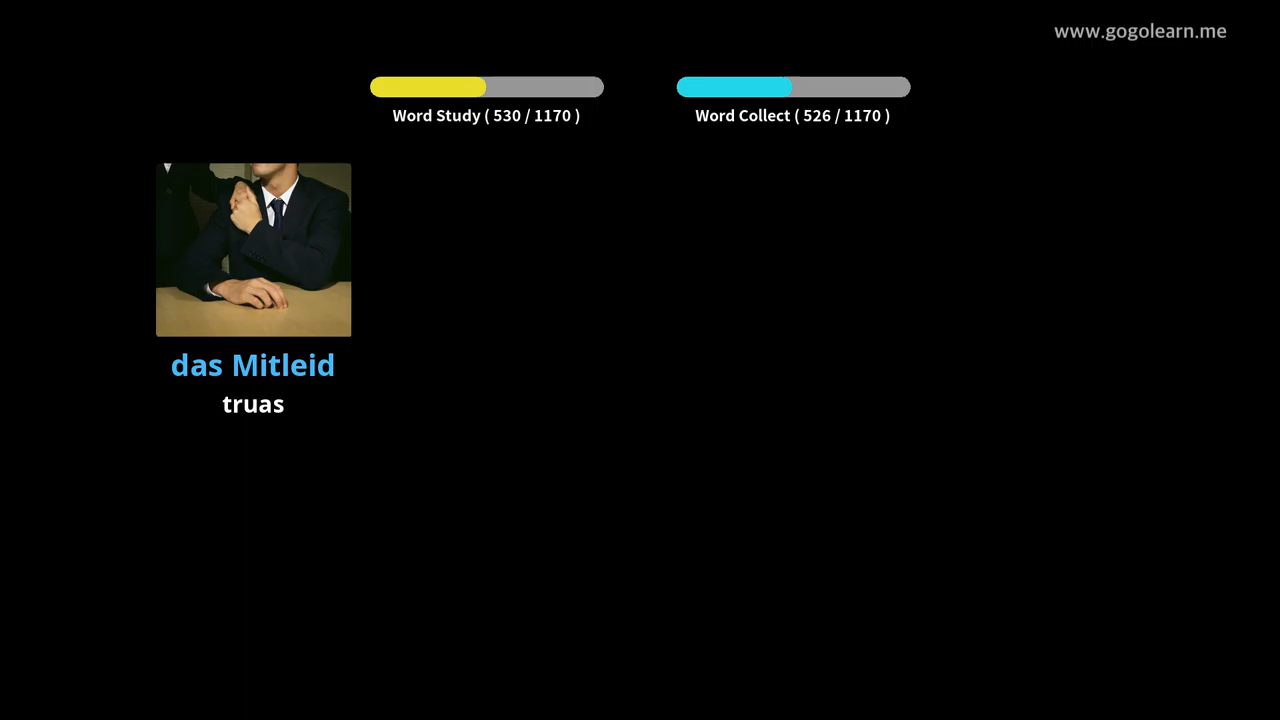 www.gogolearn.me
Word Study ( 530 / 1170 )
Word Collect ( 526 / 1170 )
das Mitleid
truas